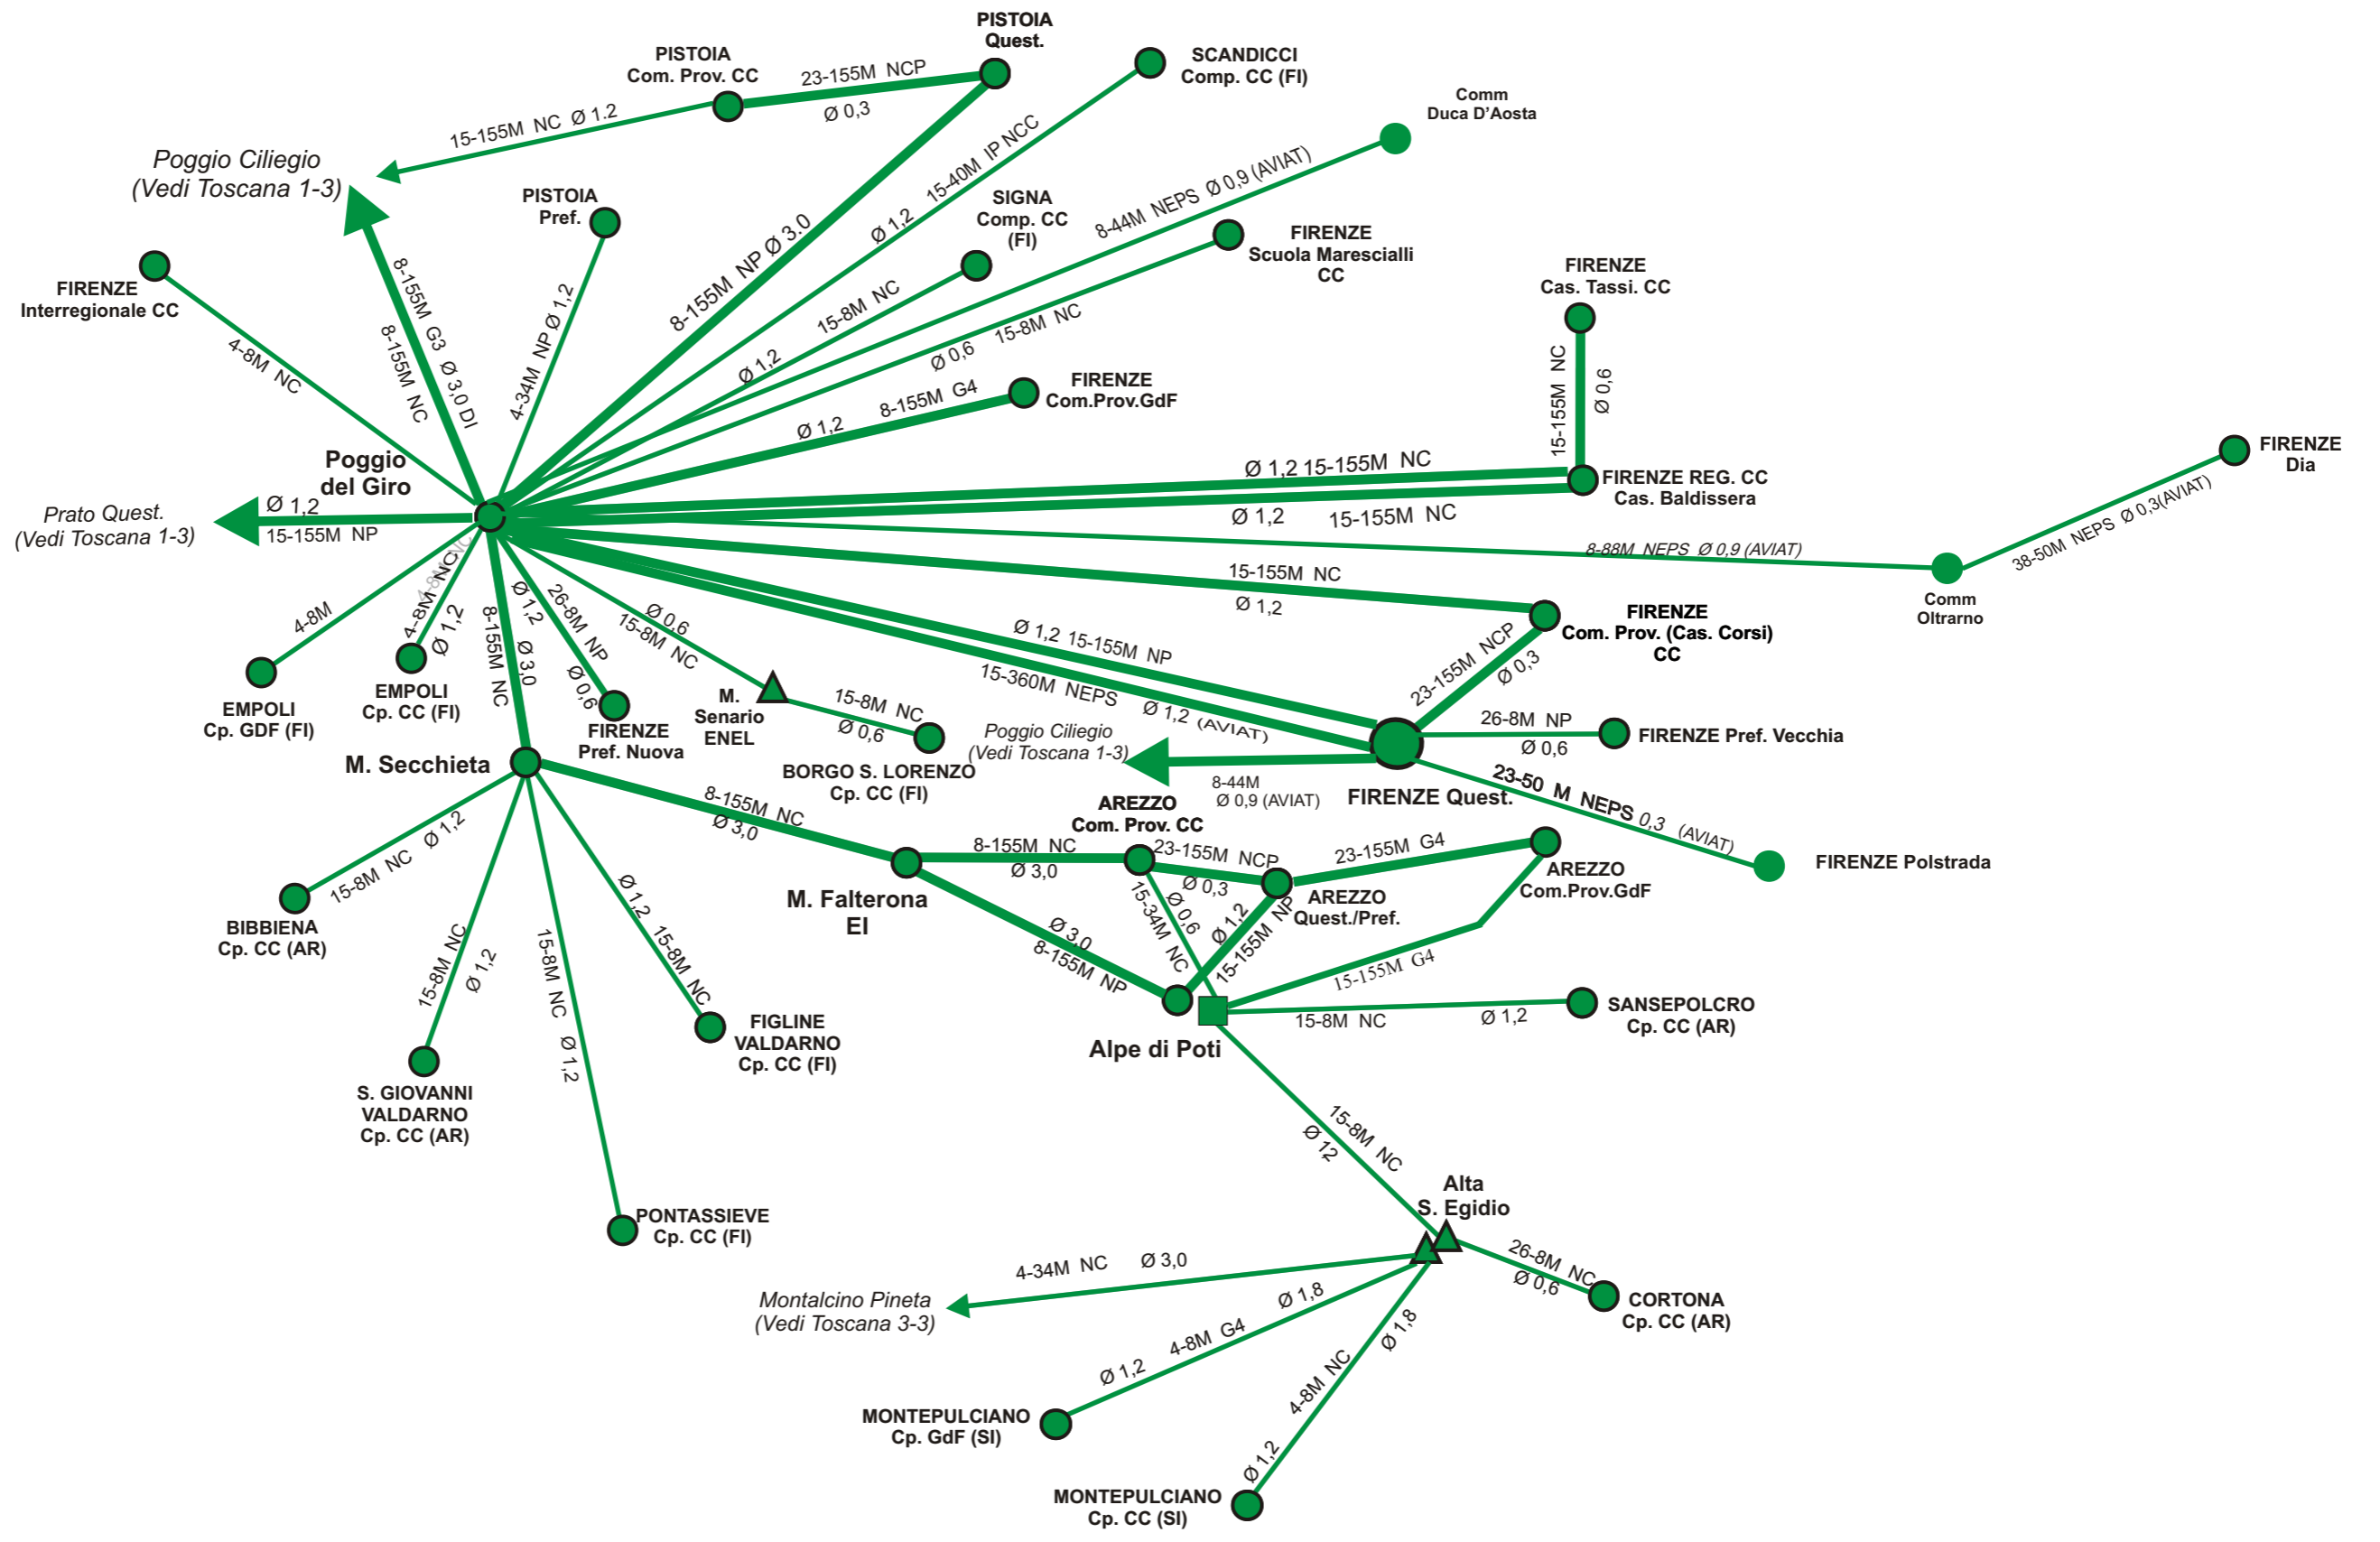 PISTOIA
Quest.
PISTOIA
Com. Prov. CC
23-155M NCP
Ø 0,3
SCANDICCI
Comp. CC (FI)
Comm
Duca D'Aosta
15-155M NC Ø 1.2
Poggio Ciliegio
(Vedi Toscana 1-3)
PISTOIA
Pref.
Ø 1,2 15-40M IP NCC
SIGNA
Comp. CC
(FI)
8-44M NEPS Ø 0,9 (AVIAT)
FIRENZE
Scuola Marescialli
CC
FIRENZE
Interregionale CC
4-8M NC
8-155M G3 Ø 3,0 DI
8-155M NC
4-34M NP Ø 1,2
8-155M NP Ø 3.0
15-8M NC
Ø 1,2
Ø 0,6 15-8M NC
FIRENZE
Cas. Tassi. CC
15-155M NC
Ø 0,6
FIRENZE
Com.Prov.GdF
Ø 1,2 8-155M G4
Poggio
del Giro
Ø 1,2 15-155M NC
FIRENZE REG. CC
Cas. Baldissera
FIRENZE
Dia
Prato Quest.
(Vedi Toscana 1-3)
Ø 1,2
15-155M NP
Ø 1,2 15-155M NC
8-88M NEPS Ø 0,9 (AVIAT)
38-50M NEPS Ø 0,3(AVIAT)
Comm
Oltrarno
15-155M NC
Ø 1,2
FIRENZE
Com. Prov. (Cas. Corsi)
CC
4-8M
4-8M NC
4-8M NC
Ø 1,2
8-155M NC
Ø 3,0
Ø 1,2
26-8M NP
Ø 0,6
Ø 0,6
15-8M NC
Ø 1,2 15-155M NP
15-360M NEPS Ø 1,2 (AVIAT)
23-155M NCP
Ø 0,3
EMPOLI
Cp. GDF (FI)
EMPOLI
Cp. CC (FI)
FIRENZE
Pref. Nuova
M.
Senario
ENEL
15-8M NC
Ø 0,6
BORGO S. LORENZO
Cp. CC (FI)
Poggio Ciliegio
(Vedi Toscana 1-3)
8-44M
Ø 0,9 (AVIAT)
FIRENZE Quest.
26-8M NP
Ø 0,6
FIRENZE Pref. Vecchia
23-50 M NEPS 0,3 (AVIAT)
FIRENZE Polstrada
M. Secchieta
8-155M NC
Ø 3,0
AREZZO
Com. Prov. CC
8-155M NC
Ø 3,0
23-155M NCP
Ø 0,3
23-155M G4
AREZZO
Com.Prov.GdF
AREZZO
Quest./Pref.
M. Falterona
EI
Ø 3,0
8-155M NP
15-34M NC
Ø 0,6
Ø 1,2
15-155M NP
15-155M G4
15-8M NC Ø 1,2
BIBBIENA
Cp. CC (AR)
15-8M NC
Ø 1,2
15-8M NC Ø 1,2
Ø 1,2 15-8M NC
FIGLINE
VALDARNO
Cp. CC (FI)
S. GIOVANNI
VALDARNO
Cp. CC (AR)
PONTASSIEVE
Cp. CC (FI)
Alpe di Poti
15-8M NC Ø 1,2
SANSEPOLCRO
Cp. CC (AR)
15-8M NC
Ø 12
Alta
S. Egidio
26-8M NC
Ø 0,6
CORTONA
Cp. CC (AR)
4-34M NC Ø 3,0
Montalcino Pineta
(Vedi Toscana 3-3)
Ø 1,8
Ø 1,2 4-8M G4
MONTEPULCIANO
Cp. GdF (SI)
Ø 1,8
4-8M NC
Ø 1,2
MONTEPULCIANO
Cp. CC (SI)